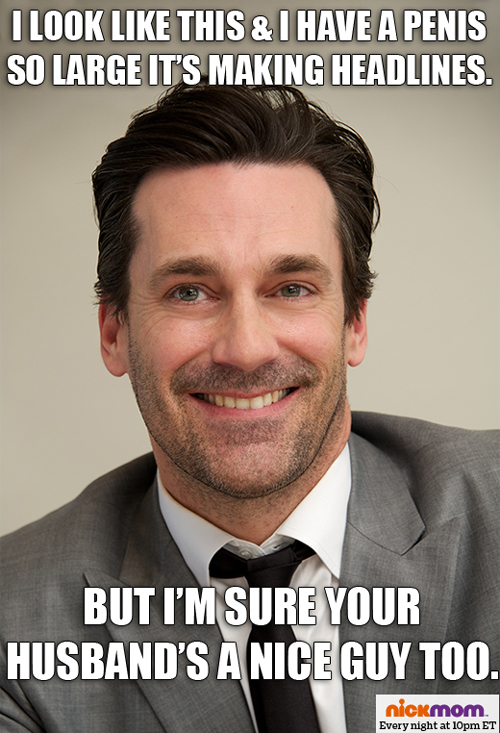 I LOOK LIKE THIS & I HAVE A PENIS
SO LARGE IT'S MAKING HEADLINES.
BUT I'M SURE YOUR
HUSBAND'S A NICE GUY TOO.
nickmom
Every night at 10pm ET